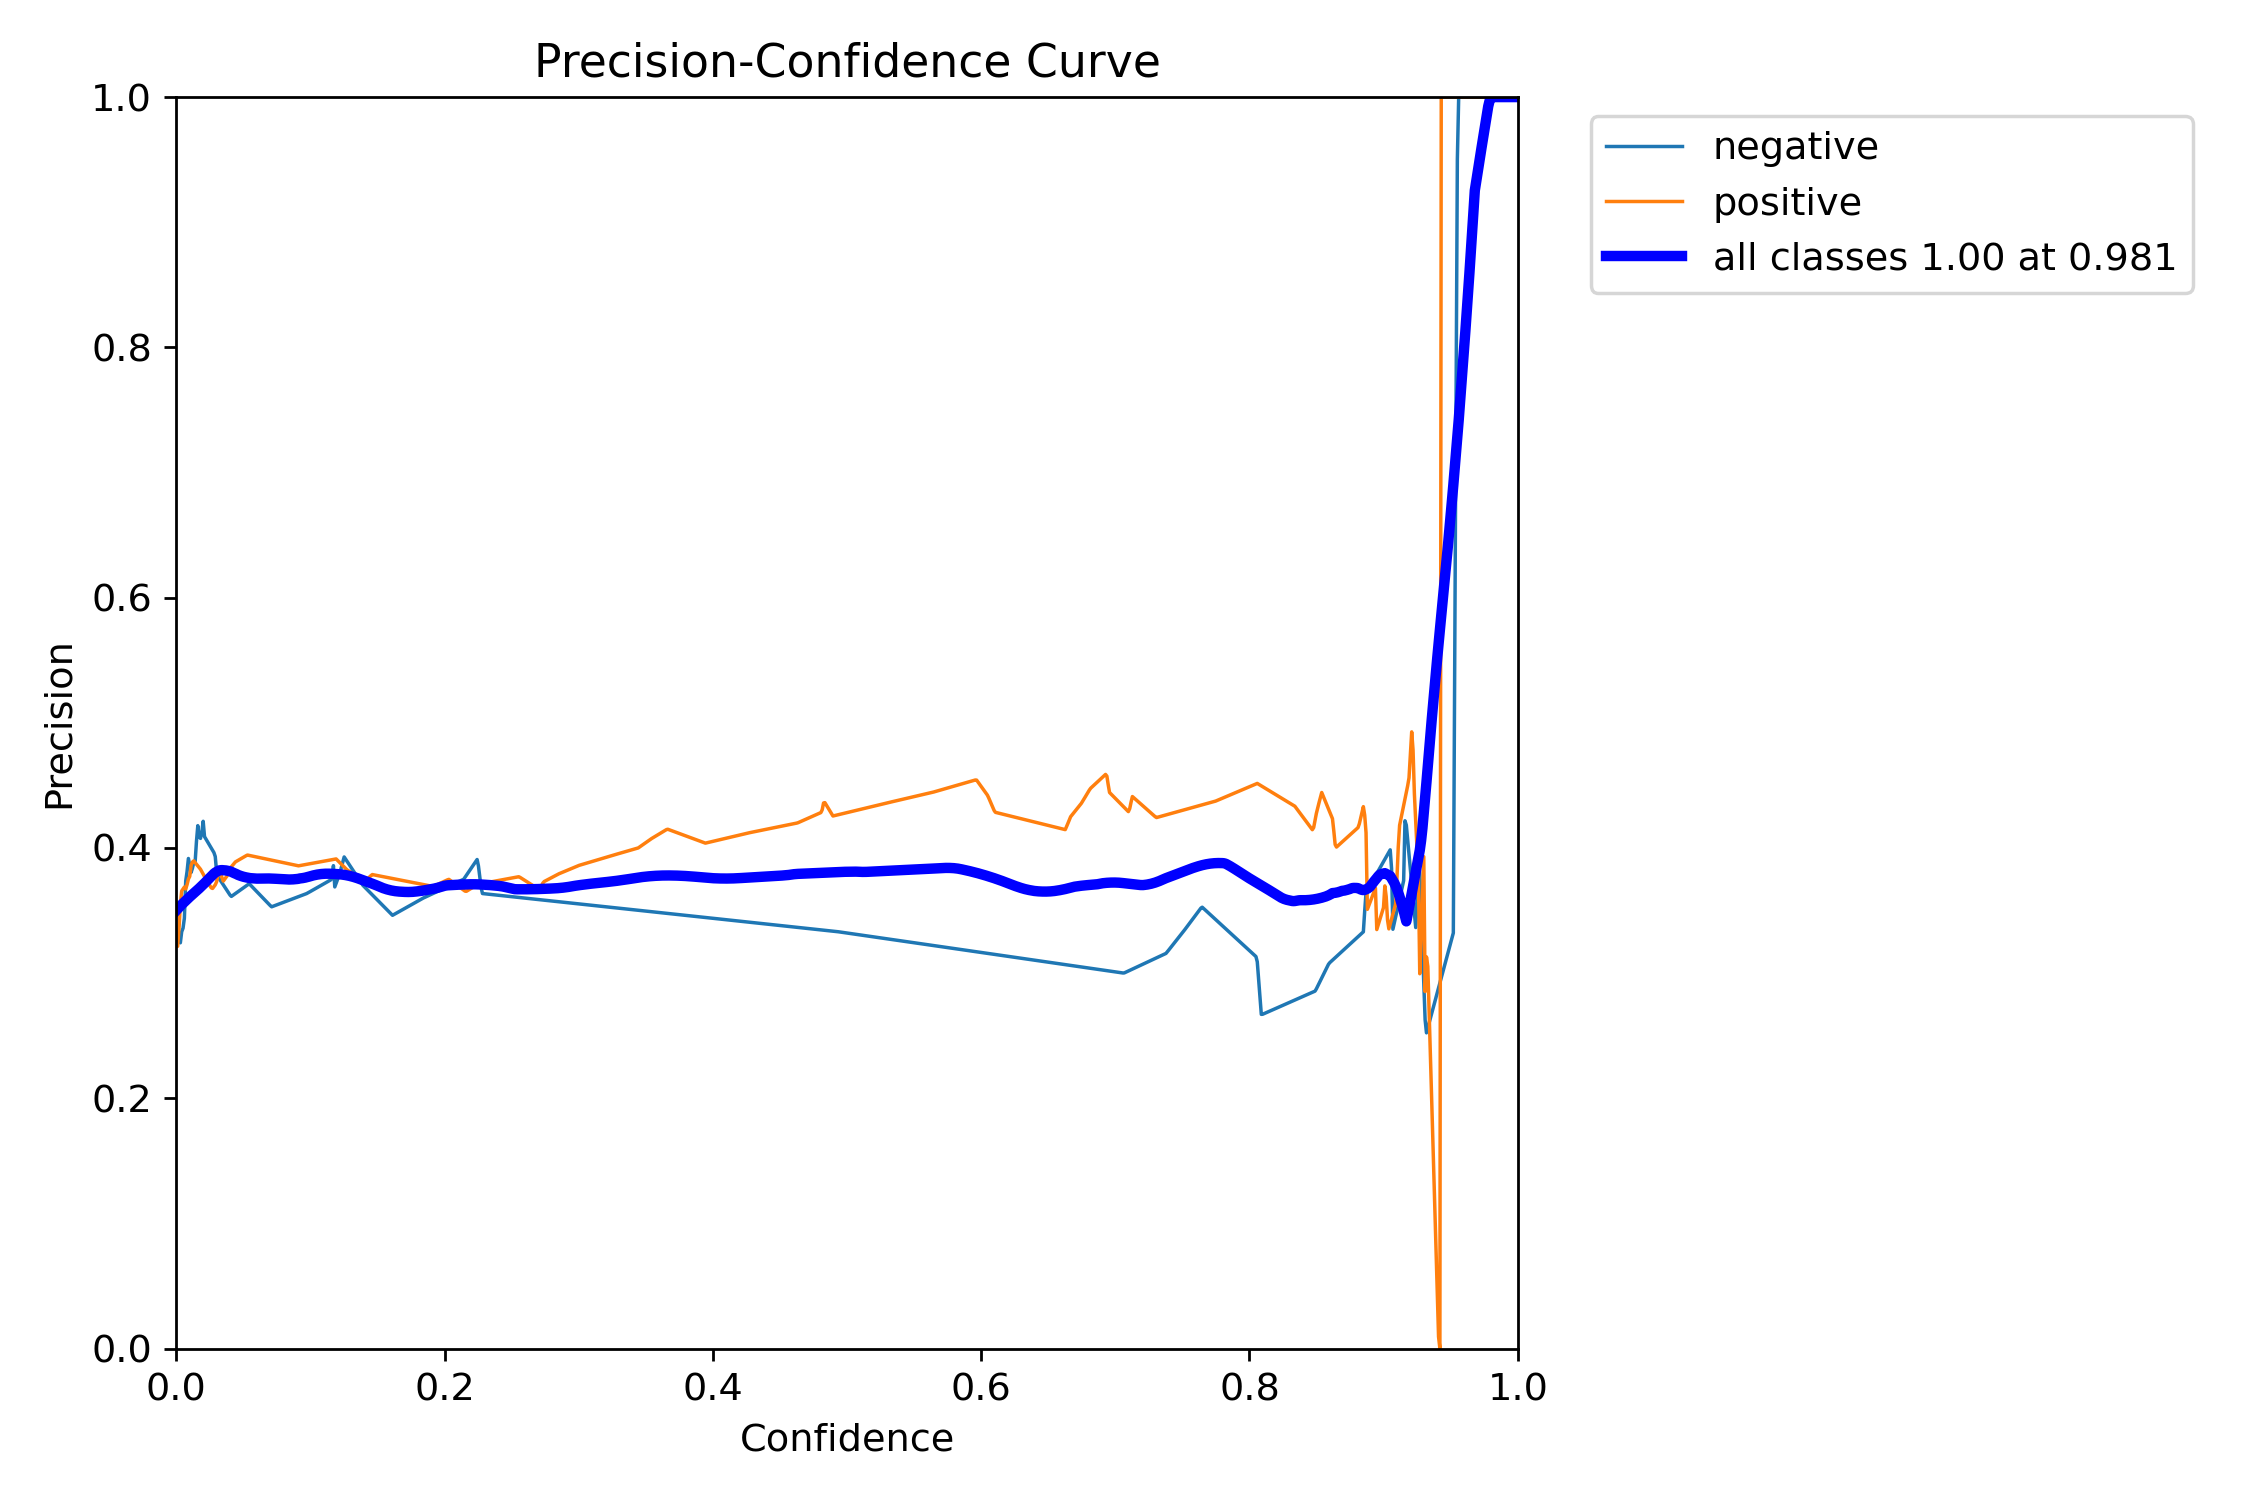 Precision-Confidence Curve
1.0
0.8
0.6
0.4
0.2
0.0
Precision
0.0 0.2 0.4 0.6 0.8 1.0
Confidence
negative
positive
all classes 1.00 at 0.981